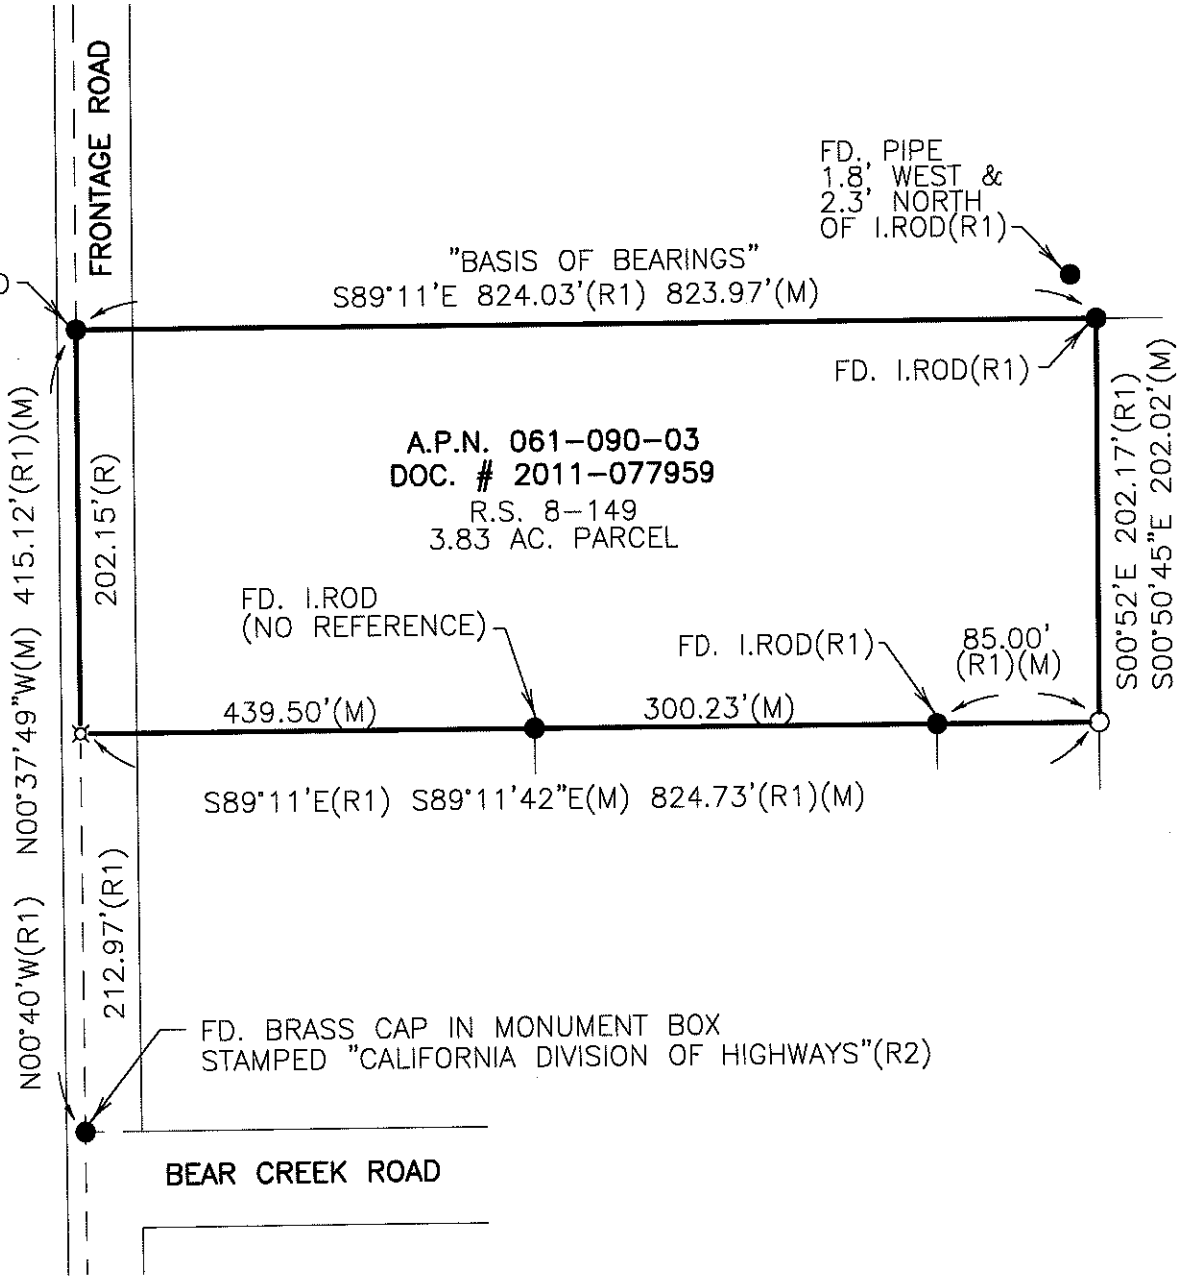 FRONTAGE ROAD
FD. PIPE
1.8' WEST &
2.3' NORTH
OF I.ROD(R1)
"BASIS OF BEARINGS"
S89°11'E 824.03'(R1) 823.97'(M)
FD. I.ROD(R1)
A.P.N. 061-090-03
DOC. # 2011-077959
R.S. 8-149
3.83 AC. PARCEL
202.15'(R)
N00°40'W(R1) N00°37'49"W(M) 415.12'(R1)(M)
S00°52'E 202.17'(R1)
S00°50'45"E 202.02'(M)
FD. I.ROD
(NO REFERENCE)
FD. I.ROD(R1)
85.00'
(R1)(M)
439.50'(M)
300.23'(M)
S89°11'E(R1) S89°11'42"E(M) 824.73'(R1)(M)
212.97'(R1)
FD. BRASS CAP IN MONUMENT BOX
STAMPED "CALIFORNIA DIVISION OF HIGHWAYS"(R2)
BEAR CREEK ROAD